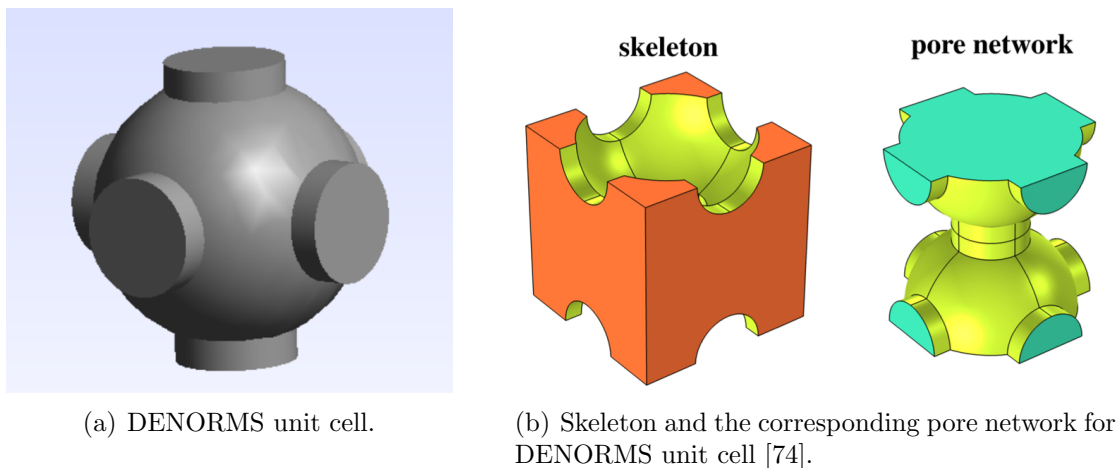 skeleton
pore network
(a) DENORMS unit cell.
(b) Skeleton and the corresponding pore network for
DENORMS unit cell [74].